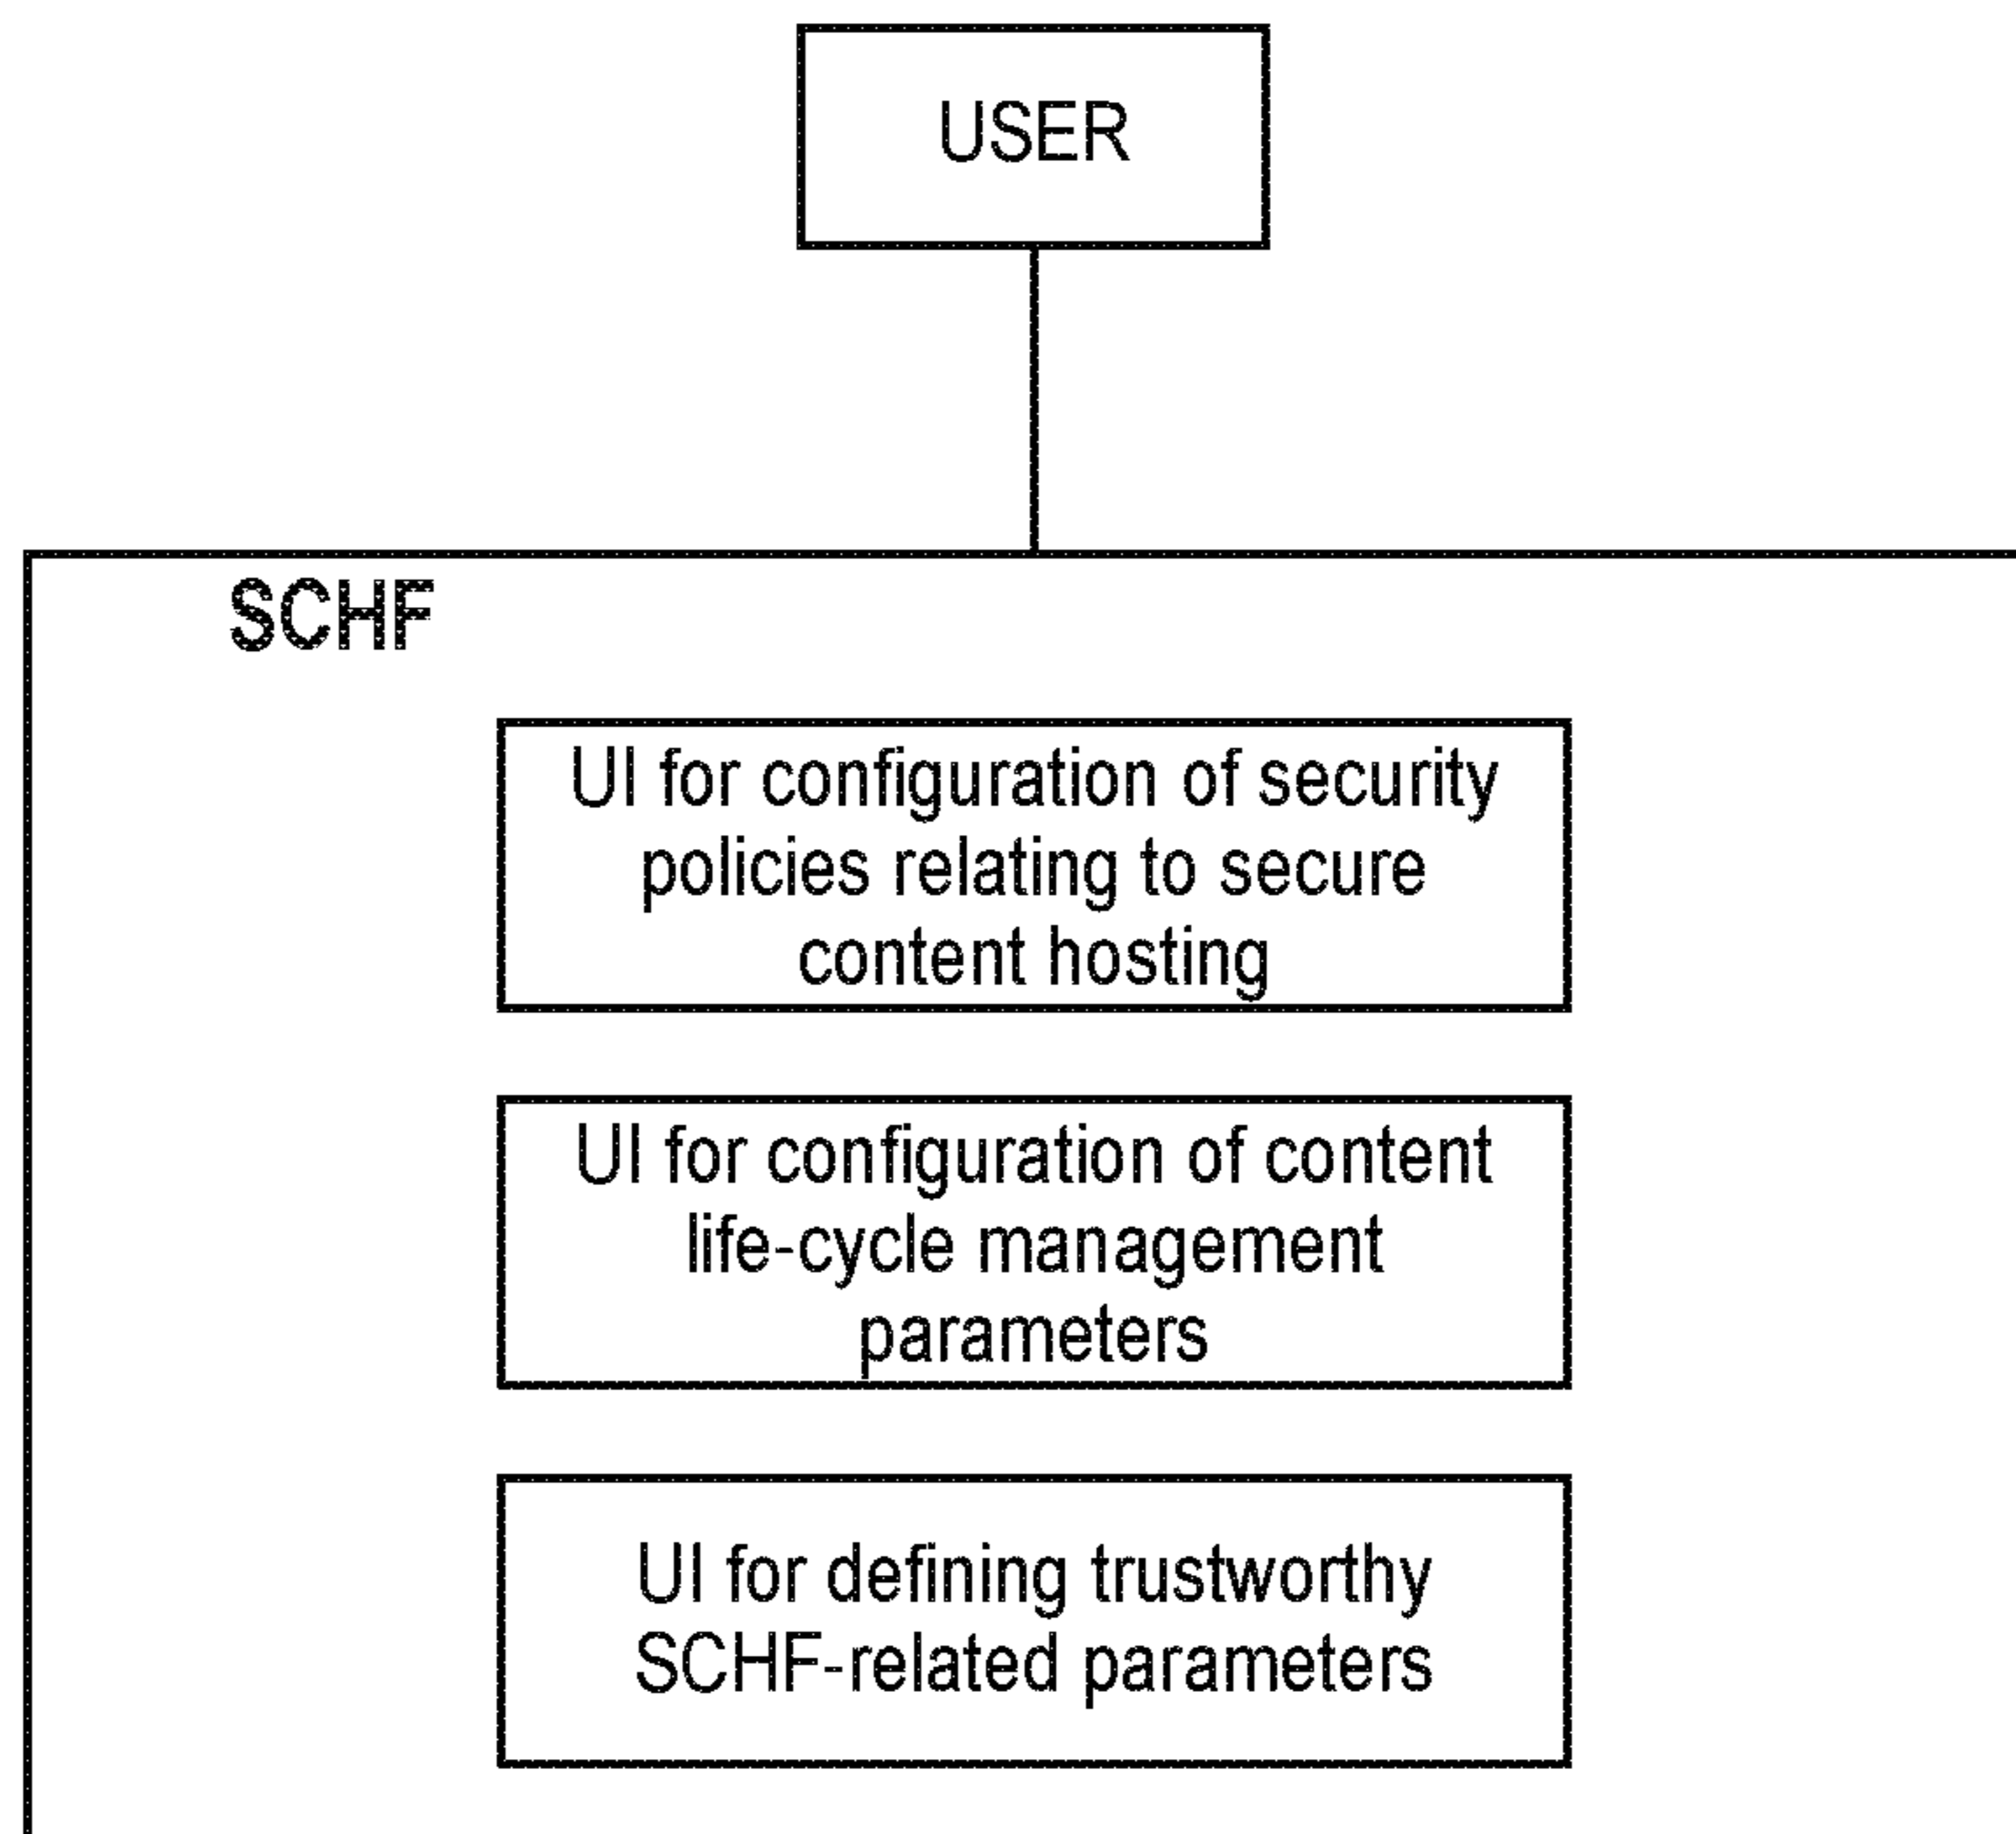 USER
SCHF
UI for configuration of security
policies relating to secure
content hosting
UI for configuration of content
life-cycle management
parameters
UI for defining trustworthy
SCHF-related parameters